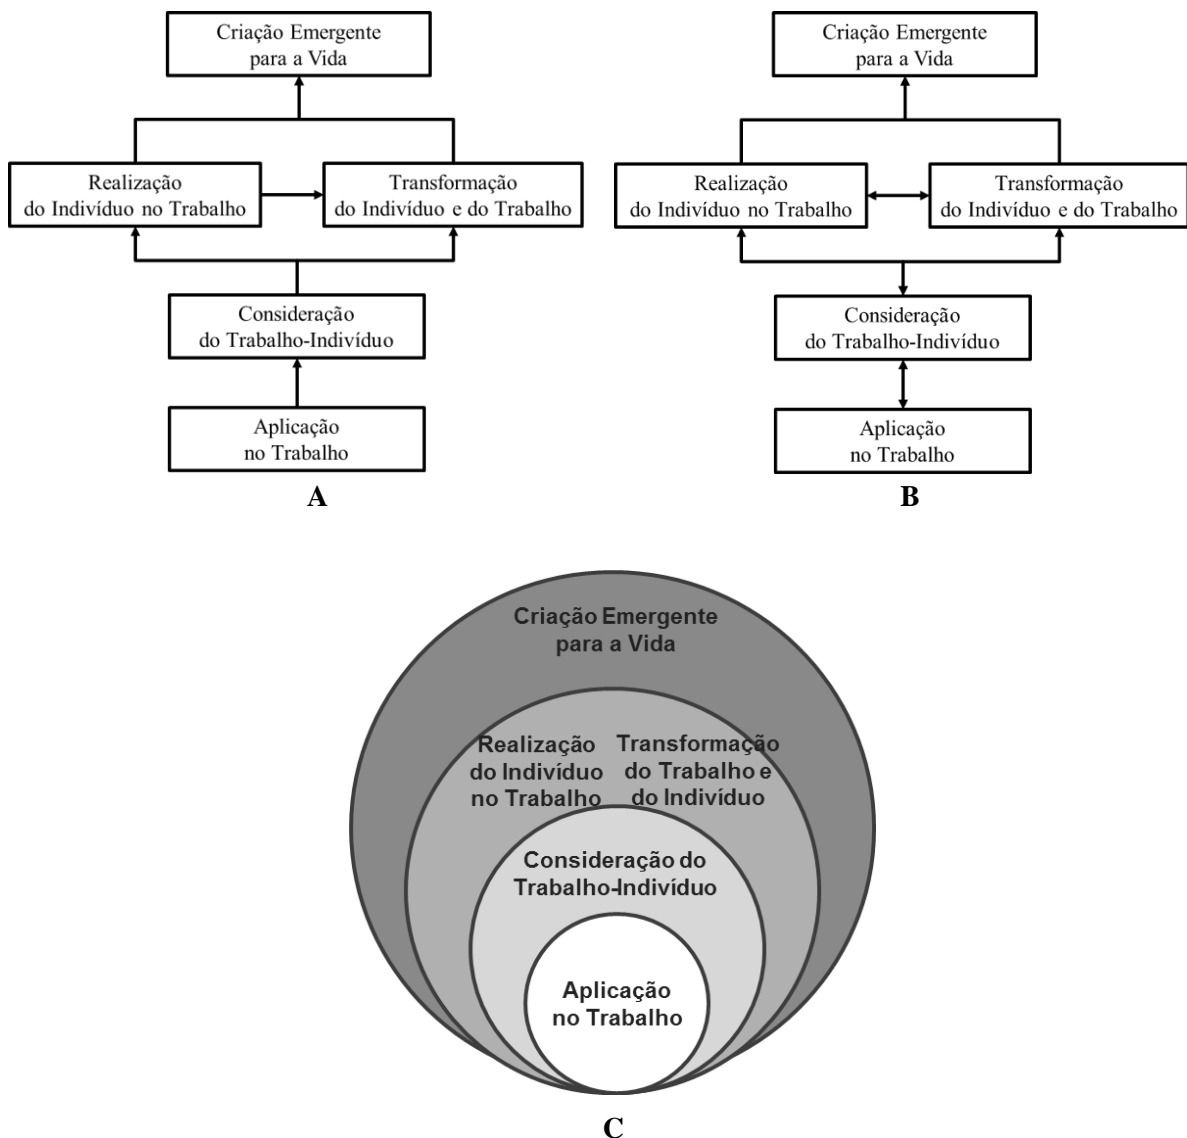 Criação Emergente
para a Vida
Realização
do Indivíduo no Trabalho
Transformação
do Indivíduo e do Trabalho
Consideração
do Trabalho-Indivíduo
Aplicação
no Trabalho
A
Criação Emergente
para a Vida
Realização
do Indivíduo no Trabalho
Transformação
do Indivíduo e do Trabalho
Consideração
do Trabalho-Indivíduo
Aplicação
no Trabalho
B
Criação Emergente
para a Vida
Realização
do Indivíduo
no Trabalho
Transformação
do Trabalho e
do Indivíduo
Consideração do
Trabalho-Indivíduo
Aplicação
no Trabalho
C